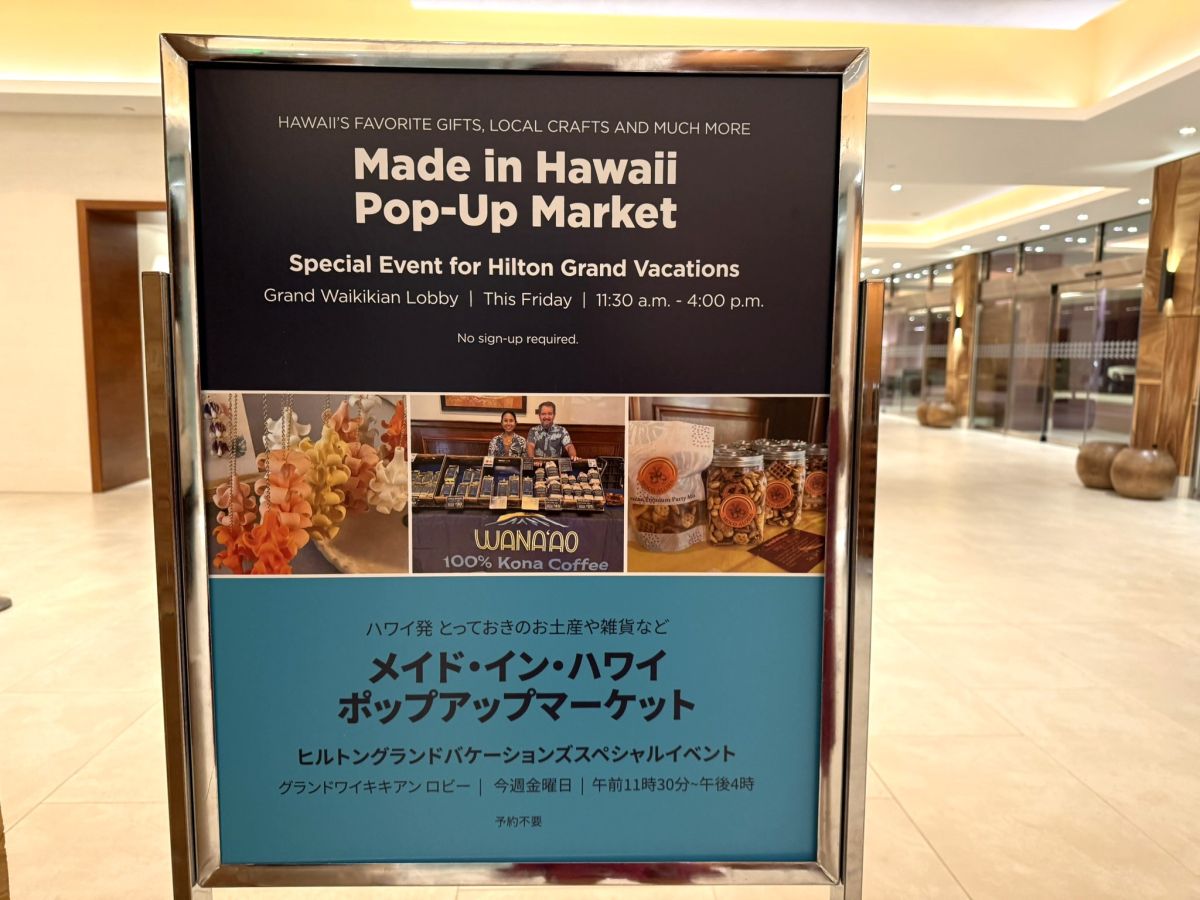 HAWAII'S FAVORITE GIFTS, LOCAL CRAFTS AND MUCH MORE
Made in Hawaii
Pop-Up Market
Special Event for Hilton Grand Vacations
Grand Waikikian Lobby | This Friday | 11:30 a.m. - 4:00 p.m.
No sign-up required.
WANA'AO
100% Kona Coffee
Premium Party Mix
ハワイ発 とっておきのお土産や雑貨など
メイド・イン・ハワイ
ポップアップマーケット
ヒルトングランドバケーションズスペシャルイベント
グランドワイキキアン ロビー | 今週金曜日 | 午前11時30分~午後4時
予約不要